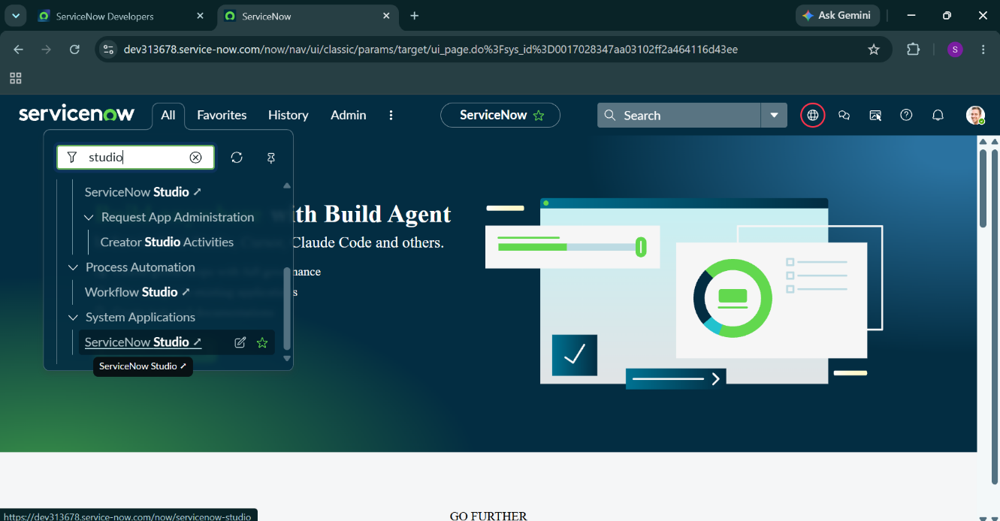 ServiceNow Developers
ServiceNow
Ask Gemini
dev313678.service-now.com/now/nav/ui/classic/params/target/ui_page.do%3Fsys_id%3D0017028347aa03102ff2a464116d43ee
S
servicenow
All
Favorites
History
Admin
ServiceNow
Search
studio
ServiceNow Studio ➚
Request App Administration
Creator Studio Activities
Process Automation
Workflow Studio ➚
System Applications
ServiceNow Studio ➚
ServiceNow Studio ➚
ith Build Agent
Claude Code and others.
nance
s
GO FURTHER
https://dev313678.service-now.com/now/servicenow-studio